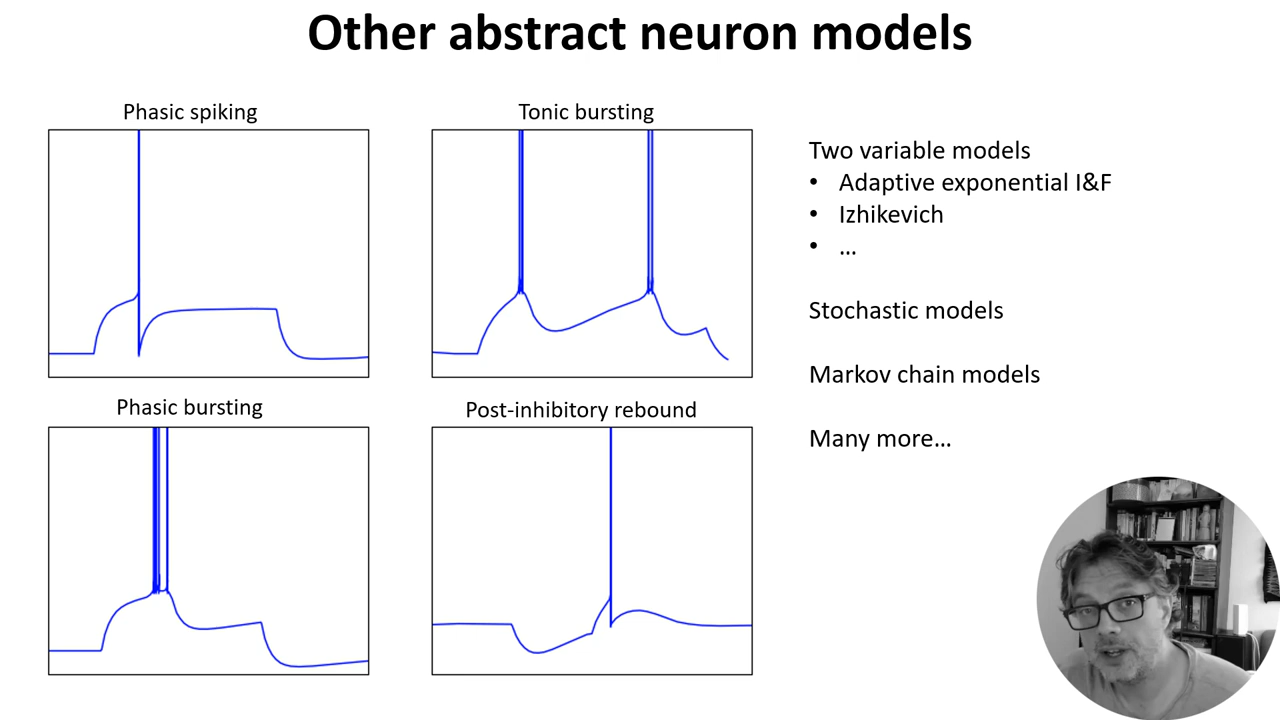 Other abstract neuron models
Phasic spiking
Tonic bursting
Phasic bursting
Post-inhibitory rebound
Two variable models
• Adaptive exponential I&F
• Izhikevich
• ...
Stochastic models
Markov chain models
Many more...